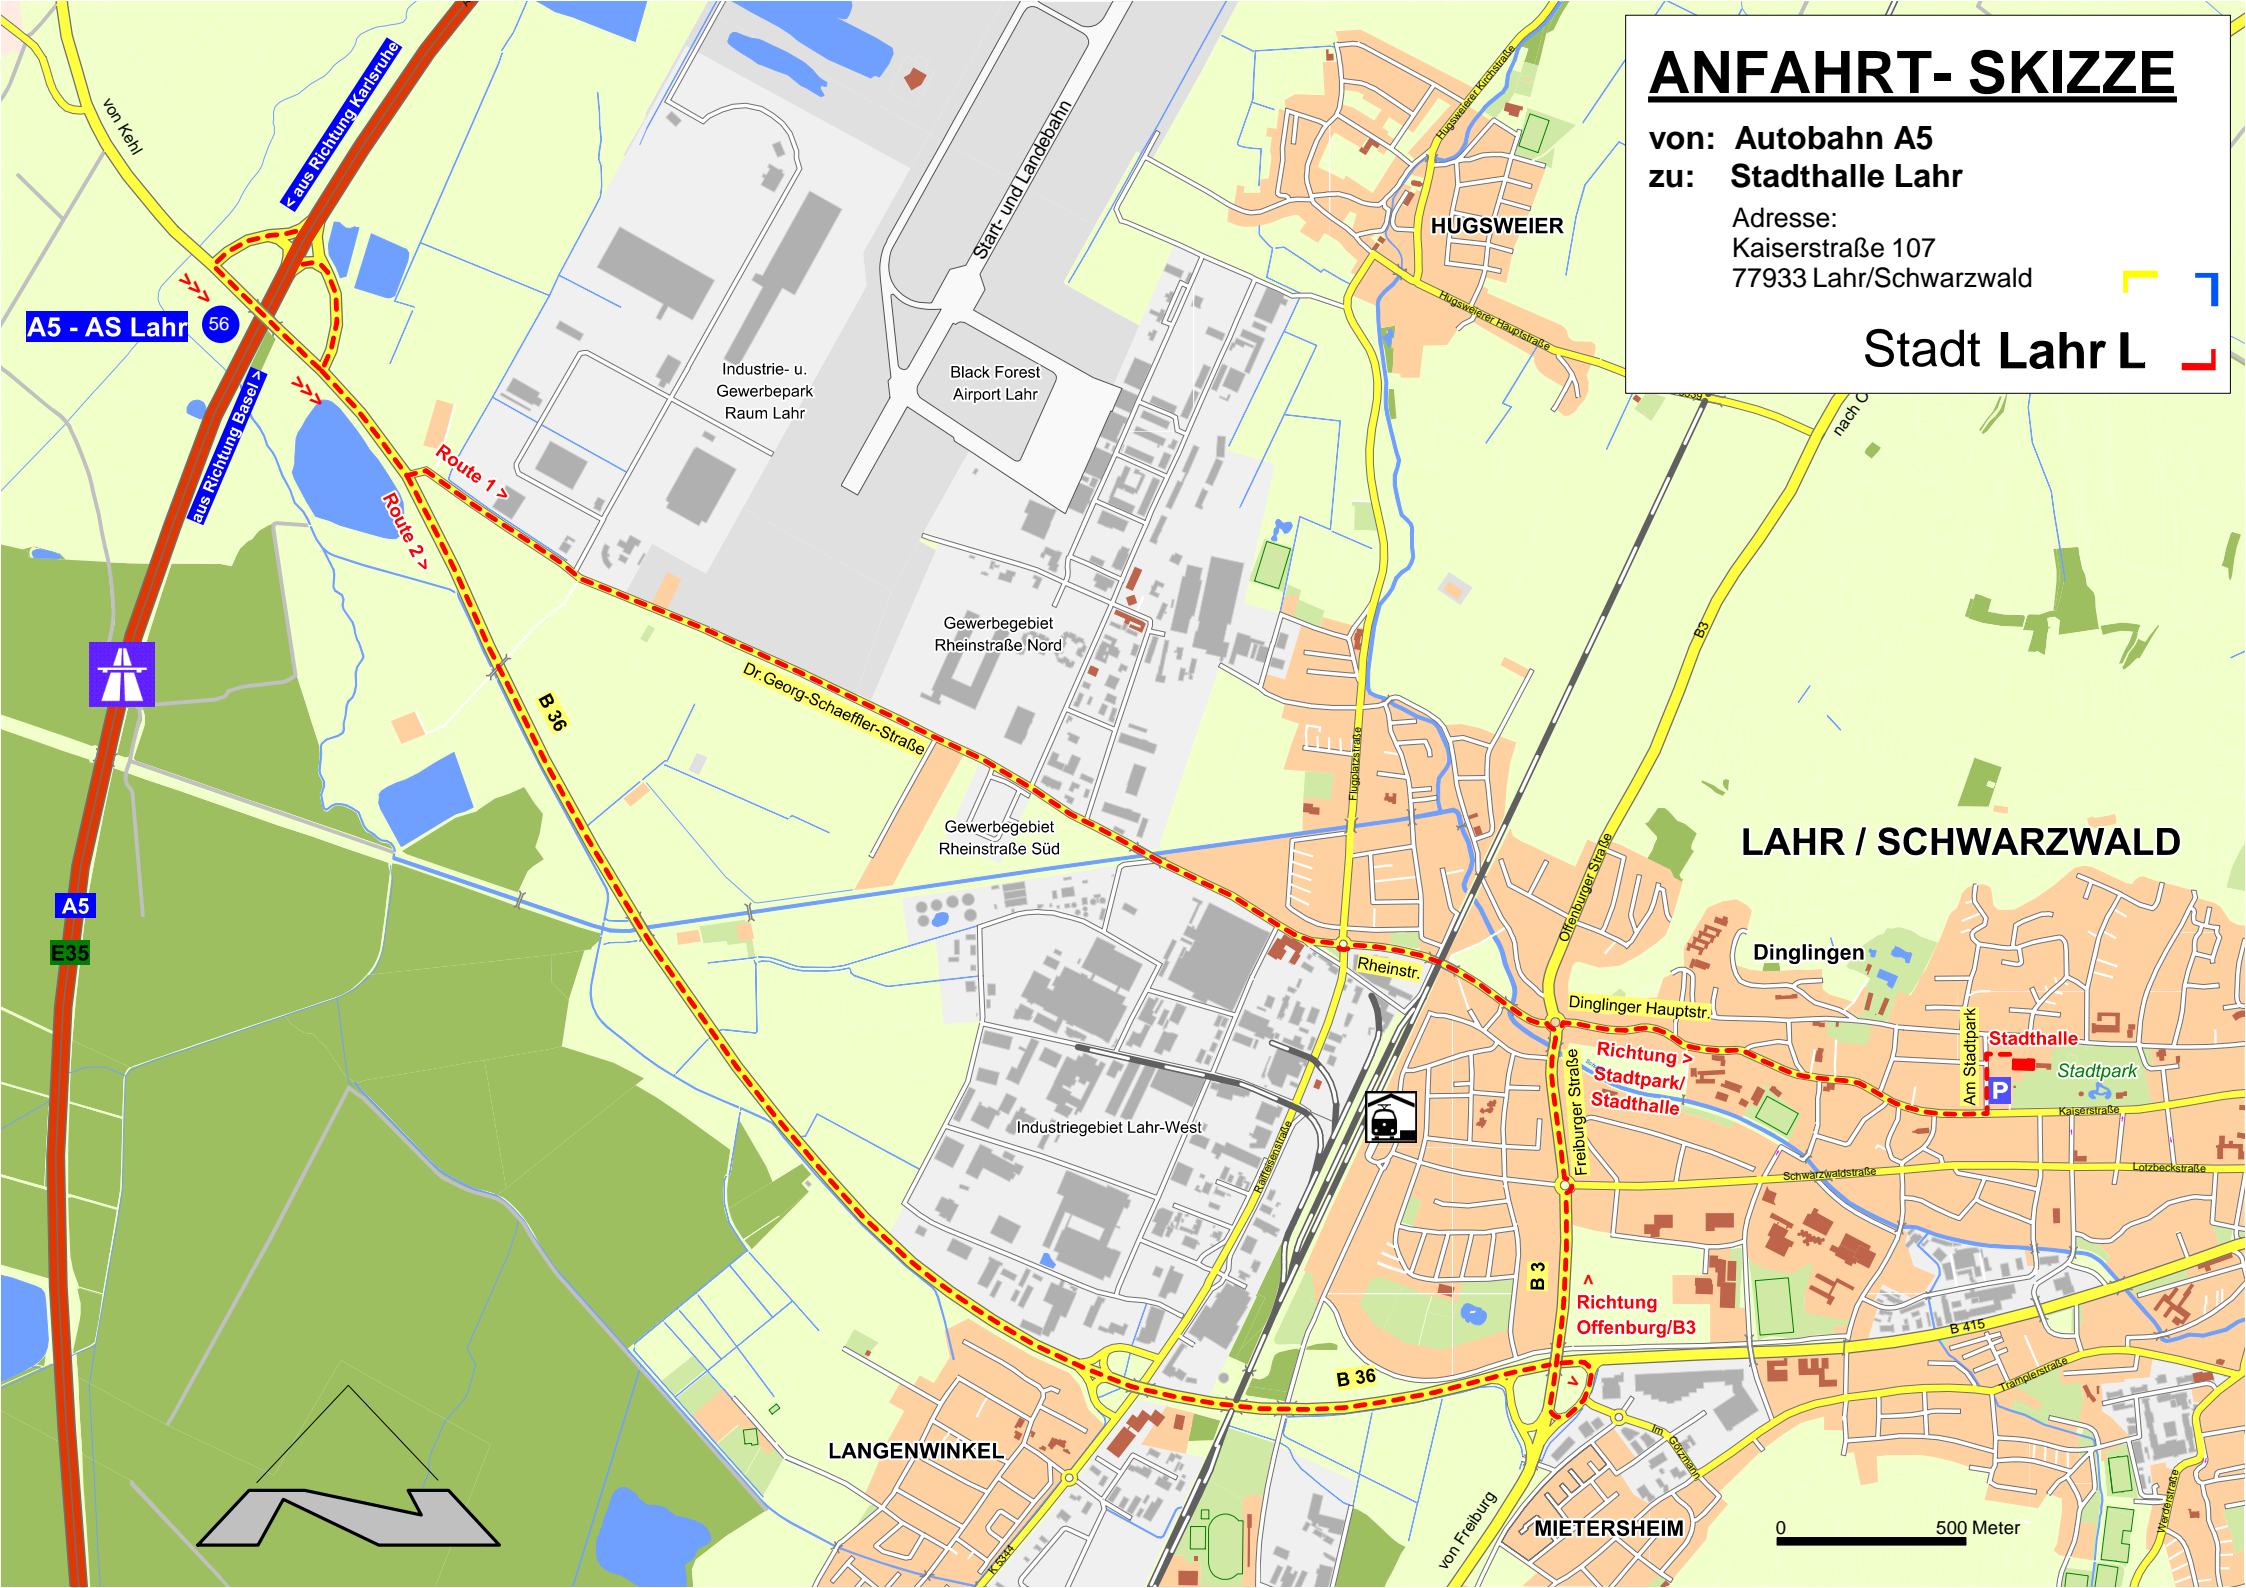 ANFAHRT- SKIZZE
von: Autobahn A5
zu: Stadthalle Lahr
Adresse:
Kaiserstraße 107
77933 Lahr/Schwarzwald
Stadt Lahr L
von Kehl
< aus Richtung Karlsruhe
>>>
A5 - AS Lahr
56
aus Richtung Basel >
>>>
Route 1 >
Route 2 >
Industrie- u.
Gewerbepark
Raum Lahr
Start- und Landebahn
Black Forest
Airport Lahr
Hugsweierer Kirchstraße
HUGSWEIER
Hugsweierer Hauptstraße
nach O
B3
Gewerbegebiet
Rheinstraße Nord
Dr.Georg-Schaeffler-Straße
B 36
Flugplatzstraße
Gewerbegebiet
Rheinstraße Süd
LAHR / SCHWARZWALD
Offenburger Straße
A5
E35
Dinglingen
Rheinstr.
Dinglinger Hauptstr.
Am Stadtpark
Stadthalle
Stadtpark
P
Kaiserstraße
Richtung >
Stadtpark/
Stadthalle
Freiburger Straße
Industriegebiet Lahr-West
Raiffeisenstraße
Schwarzwaldstraße
Lotzbeckstraße
B 3
>
Richtung
Offenburg/B3
B 415
B 36
>
Tramplerstraße
LANGENWINKEL
Im Götzmann
Werderstraße
von Freiburg
MIETERSHEIM
K 5344
0 500 Meter